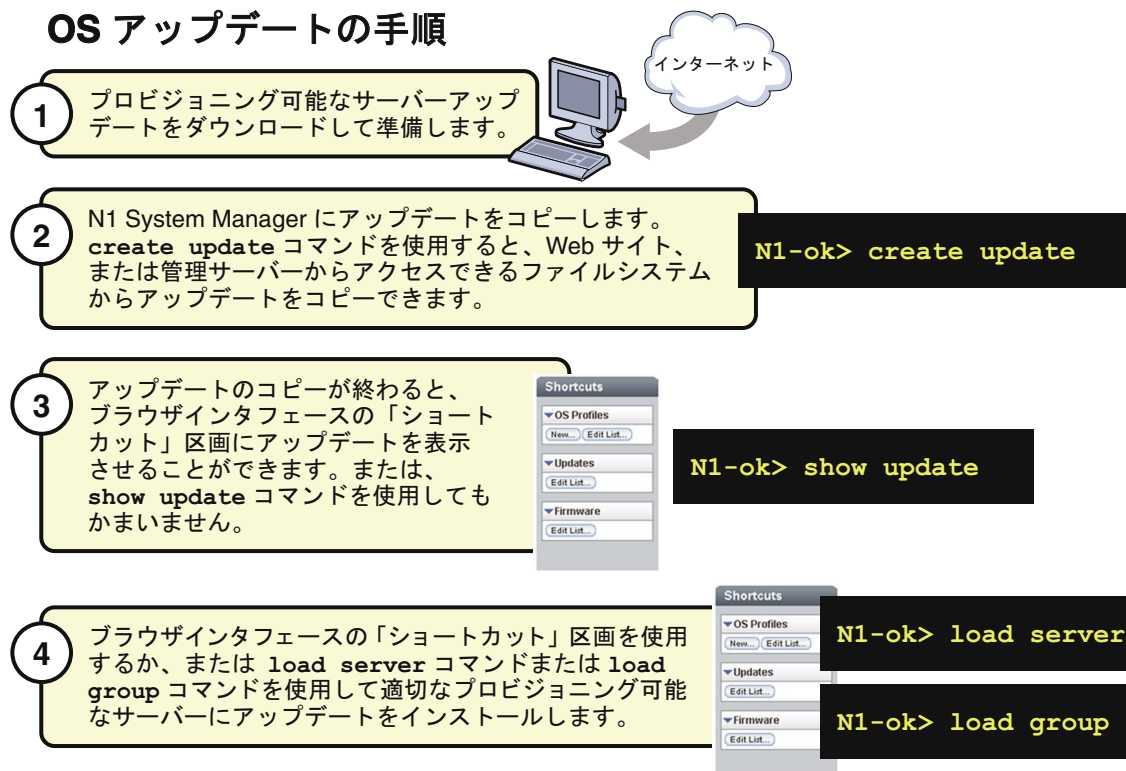 OS アップデートの手順
インターネット
1
プロビジョニング可能なサーバーアップ
デートをダウンロードして準備します。
2
N1 System Manager にアップデートをコピーします。
create update コマンドを使用すると、Web サイト、
または管理サーバーからアクセスできるファイルシステム
からアップデートをコピーできます。
N1-ok> create update
3
アップデートのコピーが終わると、
ブラウザインタフェースの「ショート
カット」区画にアップデートを表示
させることができます。または、
show update コマンドを使用しても
かまいません。
Shortcuts
OS Profiles
New... Edit List...
Updates
Edit List...
Firmware
Edit List...
N1-ok> show update
4
ブラウザインタフェースの「ショートカット」区画を使用
するか、または load server コマンドまたは load
group コマンドを使用して適切なプロビジョニング可能
なサーバーにアップデートをインストールします。
Shortcuts
OS Profiles
New... Edit List...
Updates
Edit List...
Firmware
Edit List...
N1-ok> load server
N1-ok> load group